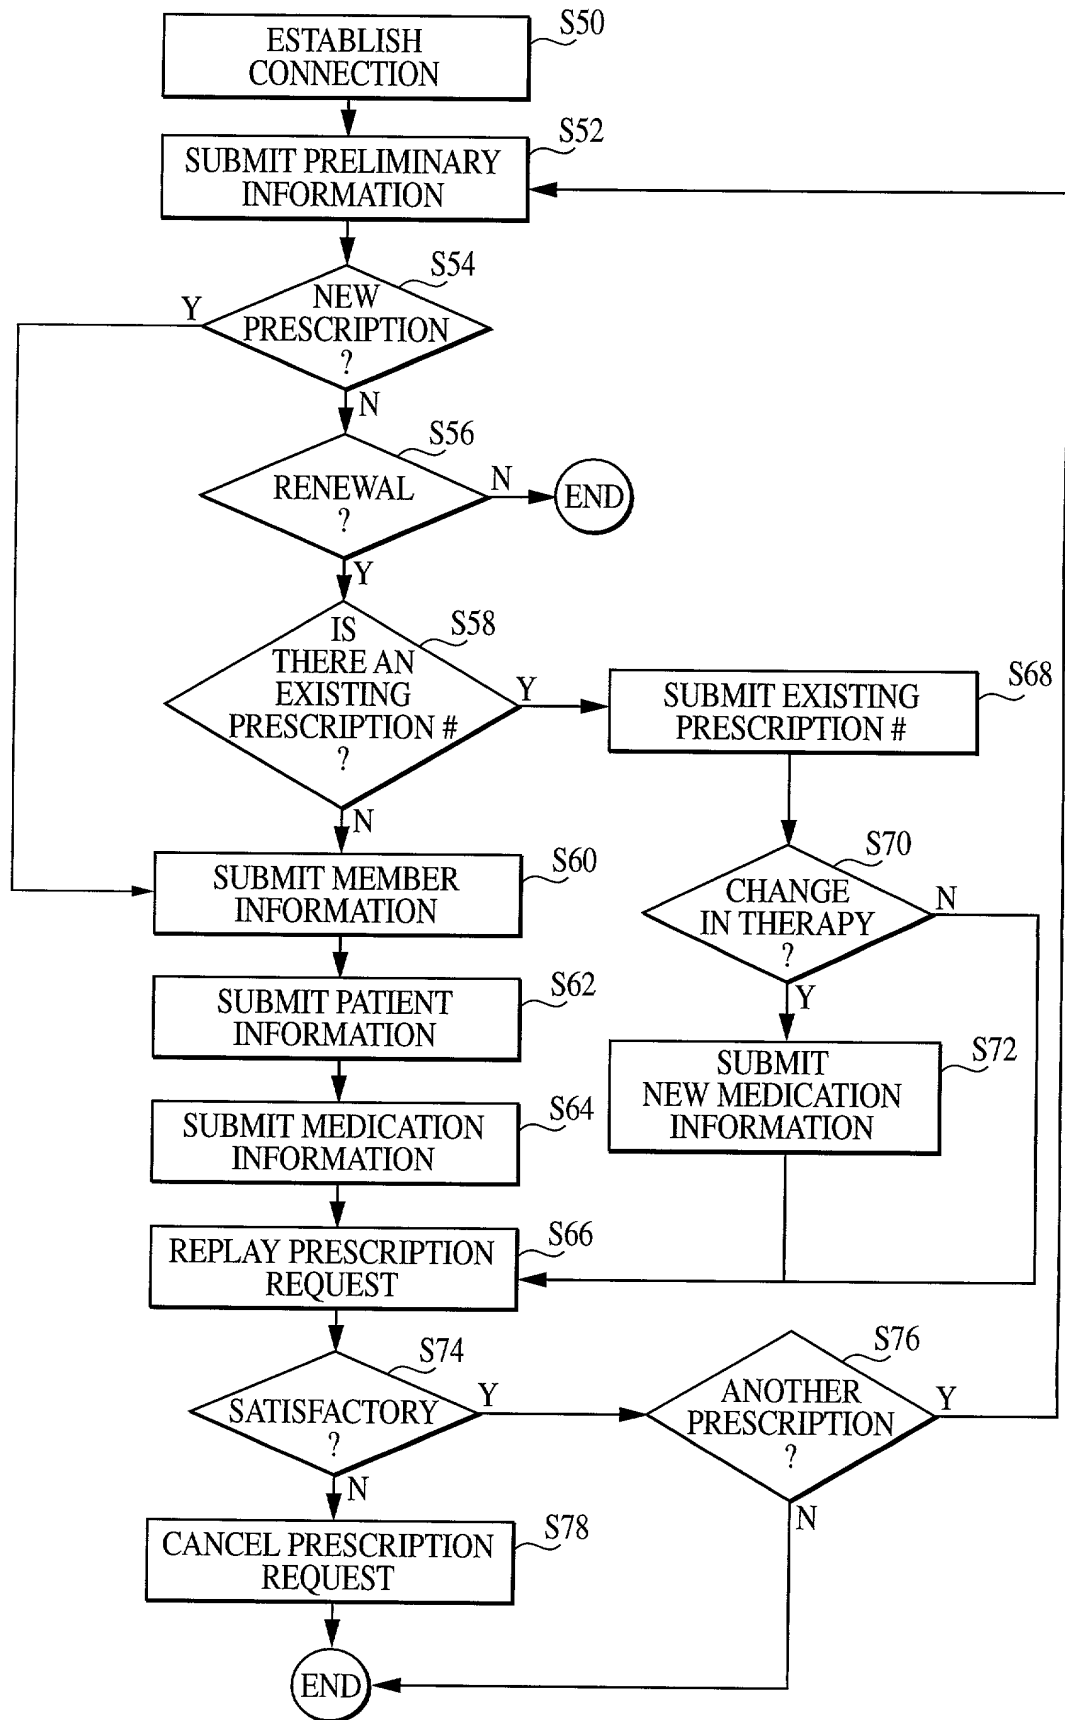 S50
ESTABLISH
CONNECTION
S52
SUBMIT PRELIMINARY
INFORMATION
S54
Y
NEW
PRESCRIPTION
?
N
S56
RENEWAL
?
N
END
Y
S58
IS
THERE AN
EXISTING
PRESCRIPTION #
?
Y
S68
SUBMIT EXISTING
PRESCRIPTION #
N
S60
SUBMIT MEMBER
INFORMATION
S70
CHANGE
IN THERAPY
?
N
Y
S62
SUBMIT PATIENT
INFORMATION
S72
SUBMIT
NEW MEDICATION
INFORMATION
S64
SUBMIT MEDICATION
INFORMATION
S66
REPLAY PRESCRIPTION
REQUEST
S74
SATISFACTORY
?
Y
S76
ANOTHER
PRESCRIPTION
?
Y
N
N
S78
CANCEL PRESCRIPTION
REQUEST
END